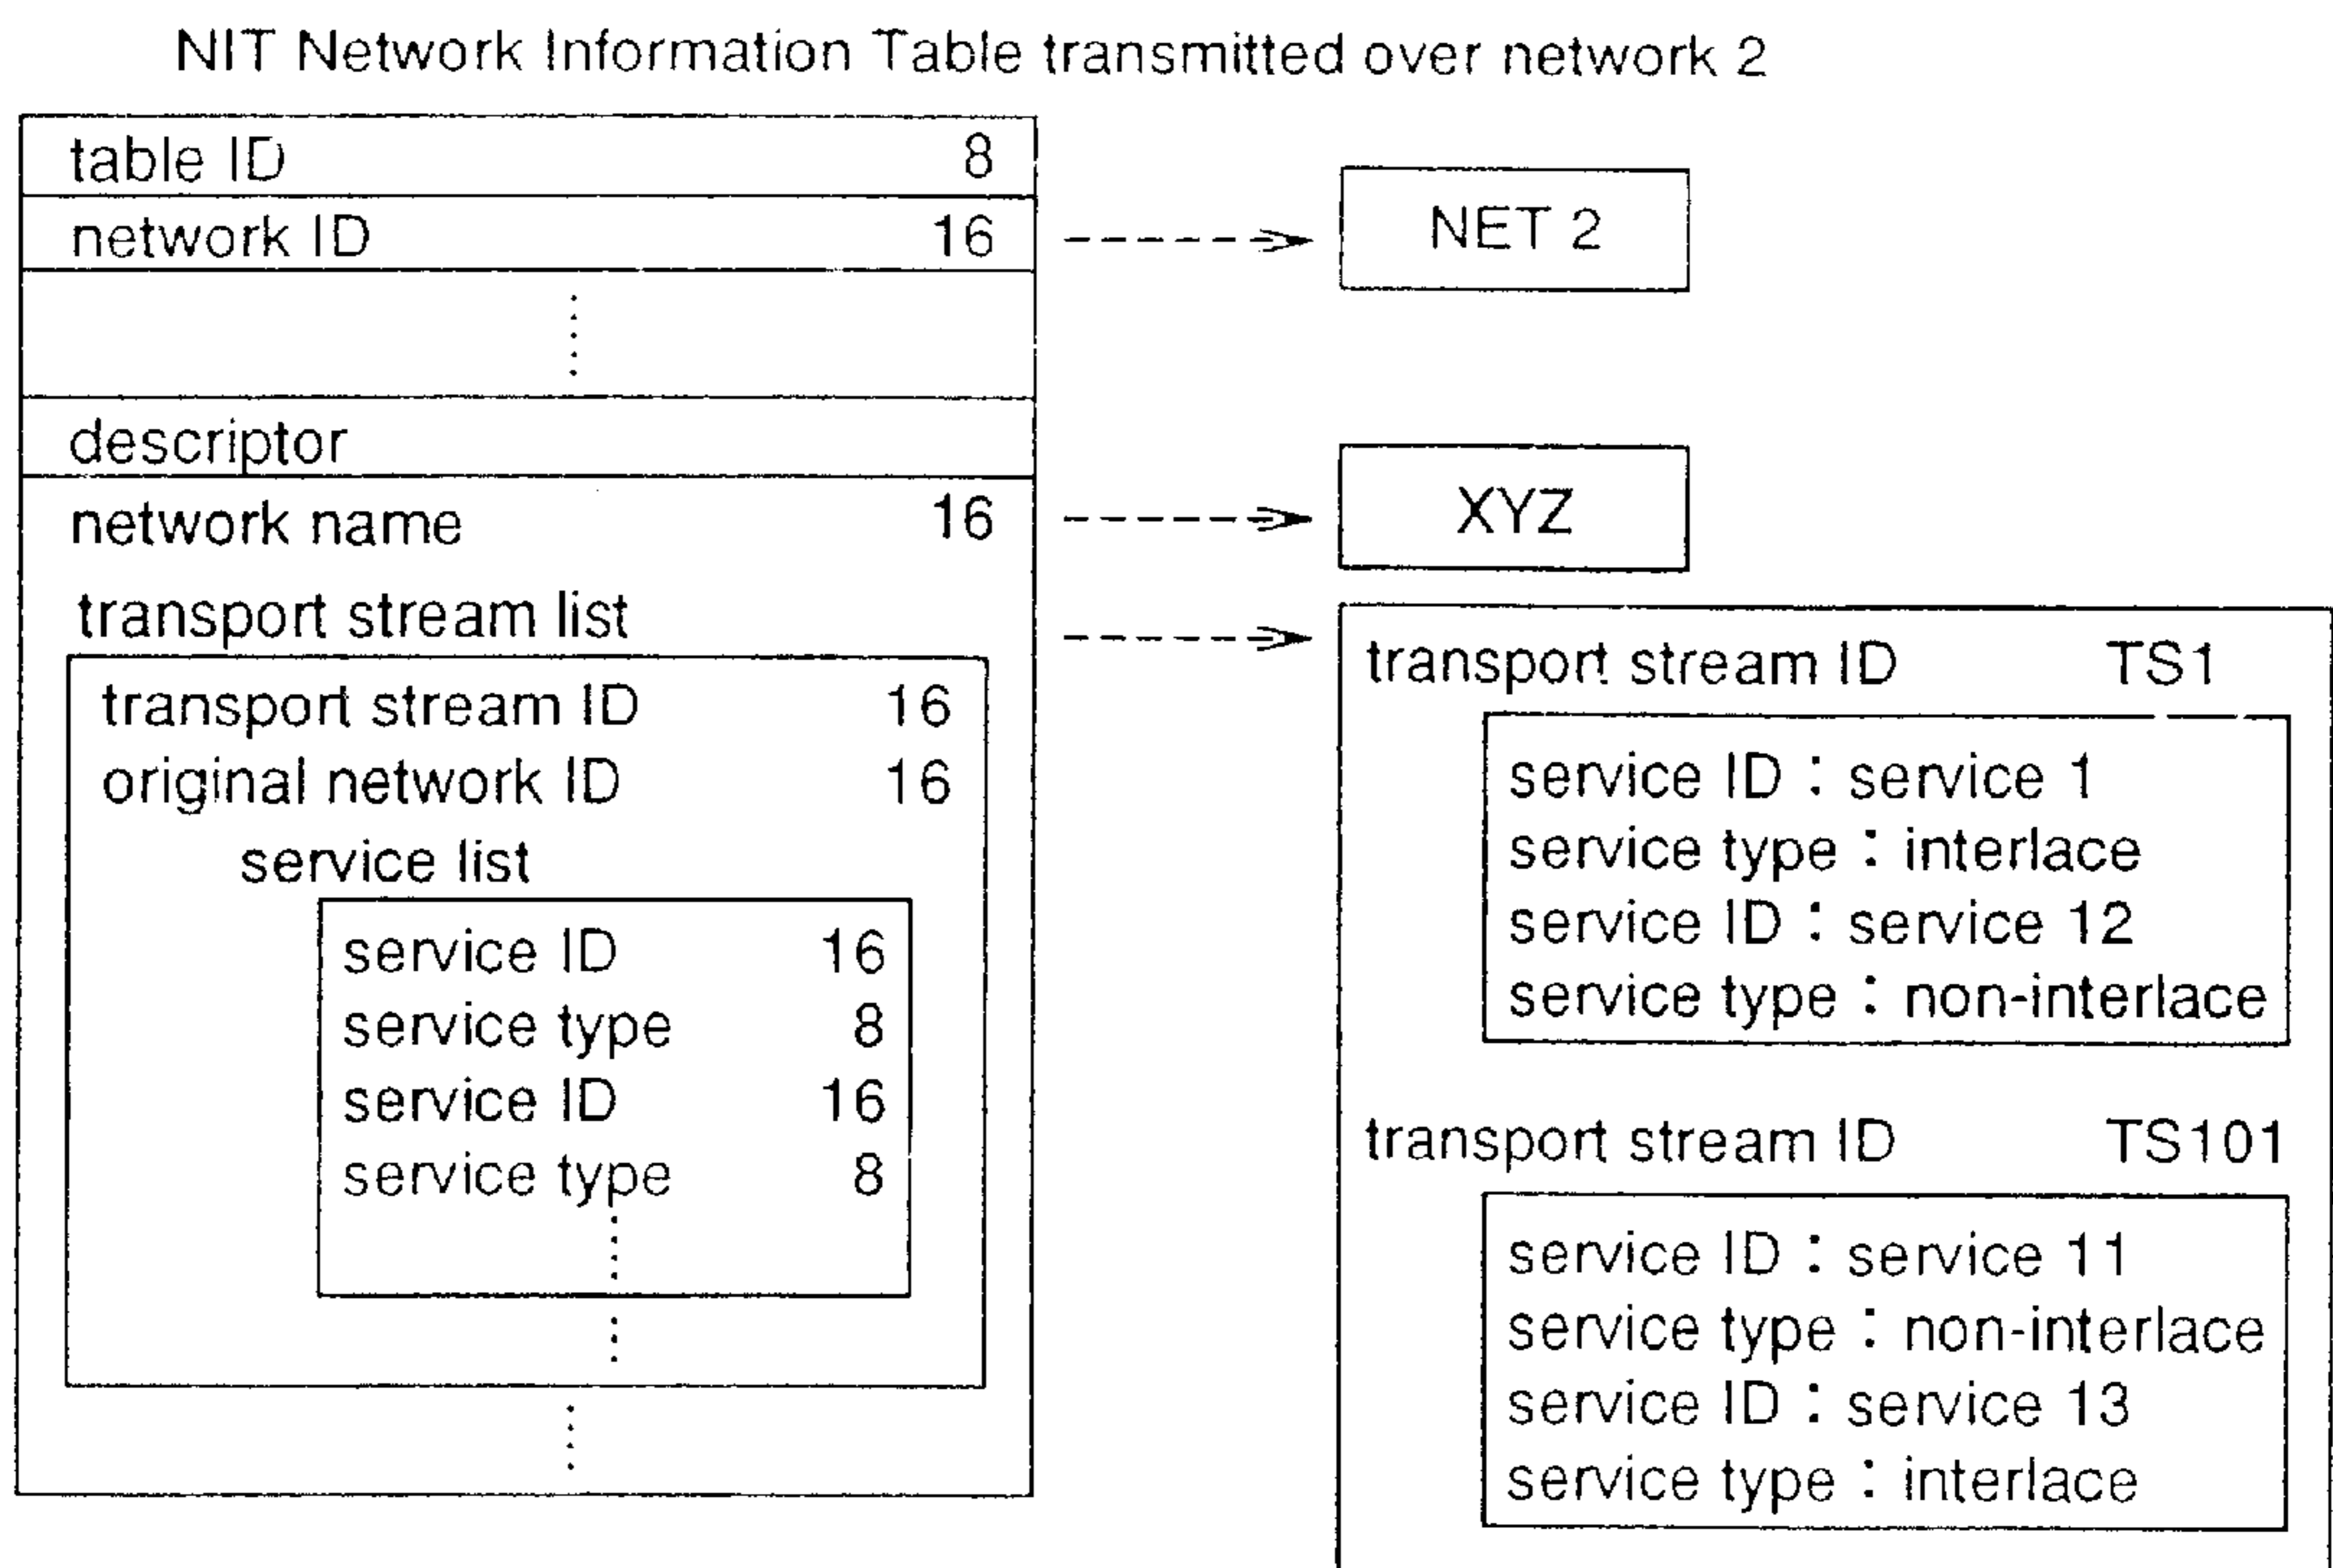 NIT Network Information Table transmitted over network 2
table ID 8
network ID 16
descriptor
network name 16
transport stream list
transport stream ID 16
original network ID 16
service list
service ID 16
service type 8
service ID 16
service type 8
NET 2
XYZ
transport stream ID TS1
service ID : service 1
service type : interlace
service ID : service 12
service type : non-interlace
transport stream ID TS101
service ID : service 11
service type : non-interlace
service ID : service 13
service type : interlace